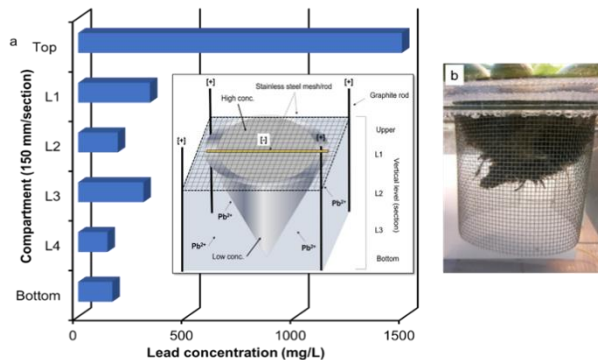 a
Top
L1
L2
L3
L4
Bottom
Compartment (150 mm/section)
0
500
1000
1500
Lead concentration (mg/L)
[+]
[+]
[+]
[+]
[-]
Stainless steel mesh/rod
High conc.
Graphite rod
Upper
L1
L2
L3
Bottom
Vertical level (section)
Pb²⁺
Pb²⁺
Pb²⁺
Pb²⁺
Low conc.
b